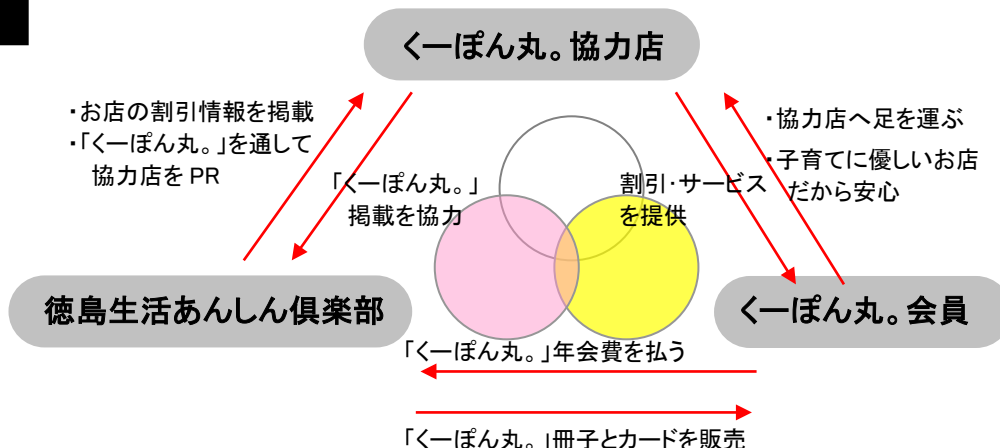 くーぽん丸。協力店
・お店の割引情報を掲載
・「くーぽん丸。」を通して
協力店をPR
・協力店へ足を運ぶ
・子育てに優しいお店
だから安心
「くーぽん丸。」
掲載を協力
割引・サービス
を提供
徳島生活あんしん倶楽部
くーぽん丸。会員
「くーぽん丸。」年会費を払う
「くーぽん丸。」冊子とカードを販売